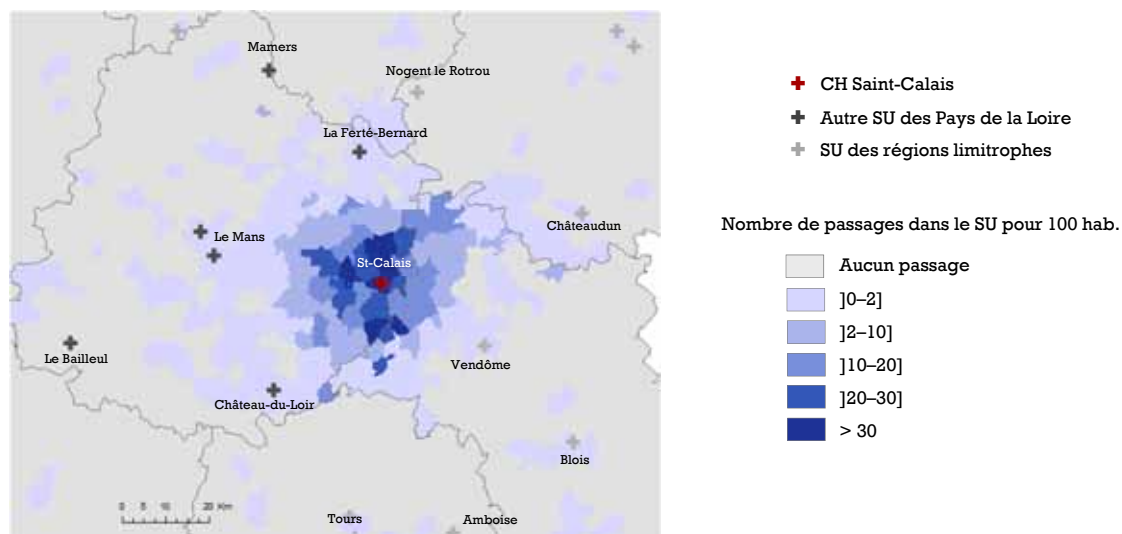 Mamers
Nogent le Rotrou
La Ferté-Bernard
Châteaudun
Le Mans
St-Calais
Le Bailleul
Vendôme
Château-du-Loir
Blois
0 5 10 20 Km
Tours
Amboise
CH Saint-Calais
Autre SU des Pays de la Loire
SU des régions limitrophes
Nombre de passages dans le SU pour 100 hab.
Aucun passage
]0–2]
]2–10]
]10–20]
]20–30]
> 30